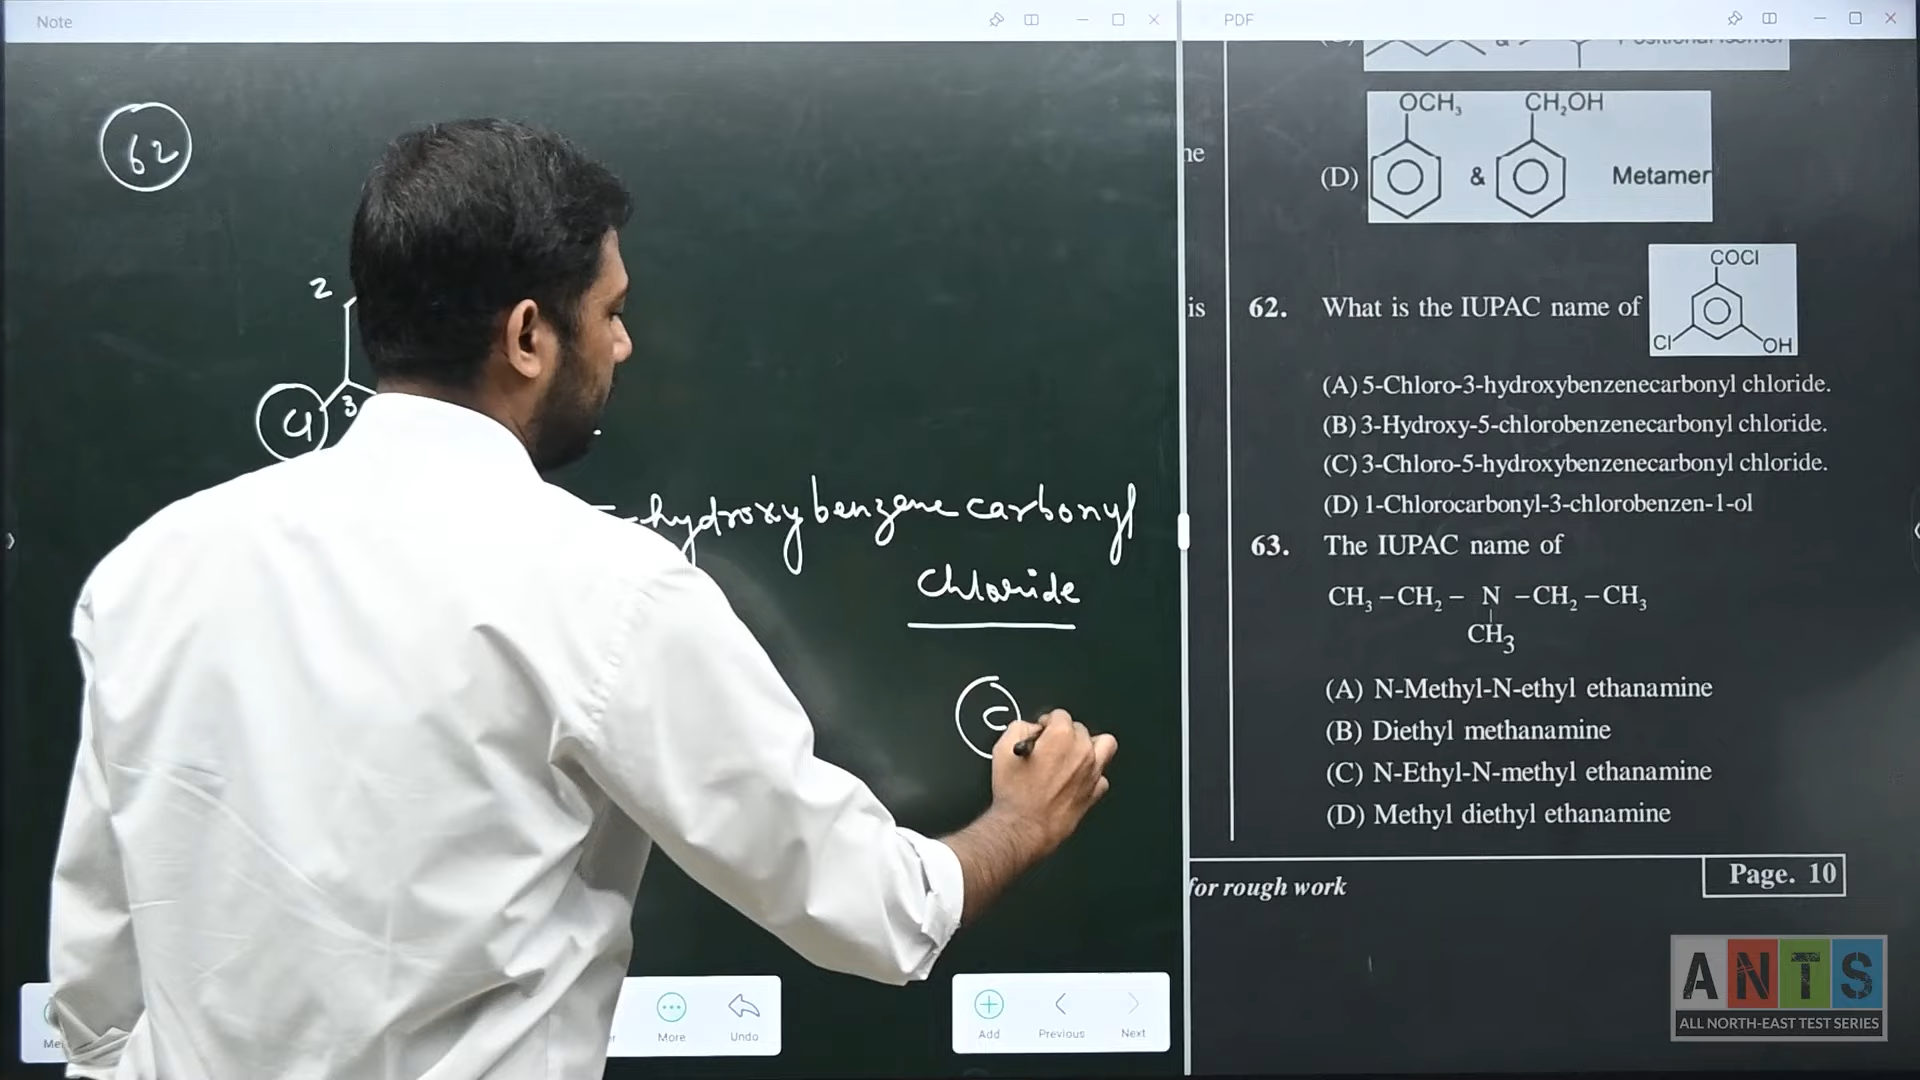 Note
PDF
62
2
Cl
3
hydroxybenzenecarbonyl
Chloride
C
OCH₃ CH₂OH
he
(D) & Metamer
COCl
is 62. What is the IUPAC name of
Cl OH
(A) 5-Chloro-3-hydroxybenzenecarbonyl chloride.
(B) 3-Hydroxy-5-chlorobenzenecarbonyl chloride.
(C) 3-Chloro-5-hydroxybenzenecarbonyl chloride.
(D) 1-Chlorocarbonyl-3-chlorobenzen-1-ol
63. The IUPAC name of
CH₃ – CH₂ – N – CH₂ – CH₃
CH₃
(A) N-Methyl-N-ethyl ethanamine
(B) Diethyl methanamine
(C) N-Ethyl-N-methyl ethanamine
(D) Methyl diethyl ethanamine
Page. 10
for rough work
More Undo
Add Previous Next
ANTS
ALL NORTH-EAST TEST SERIES